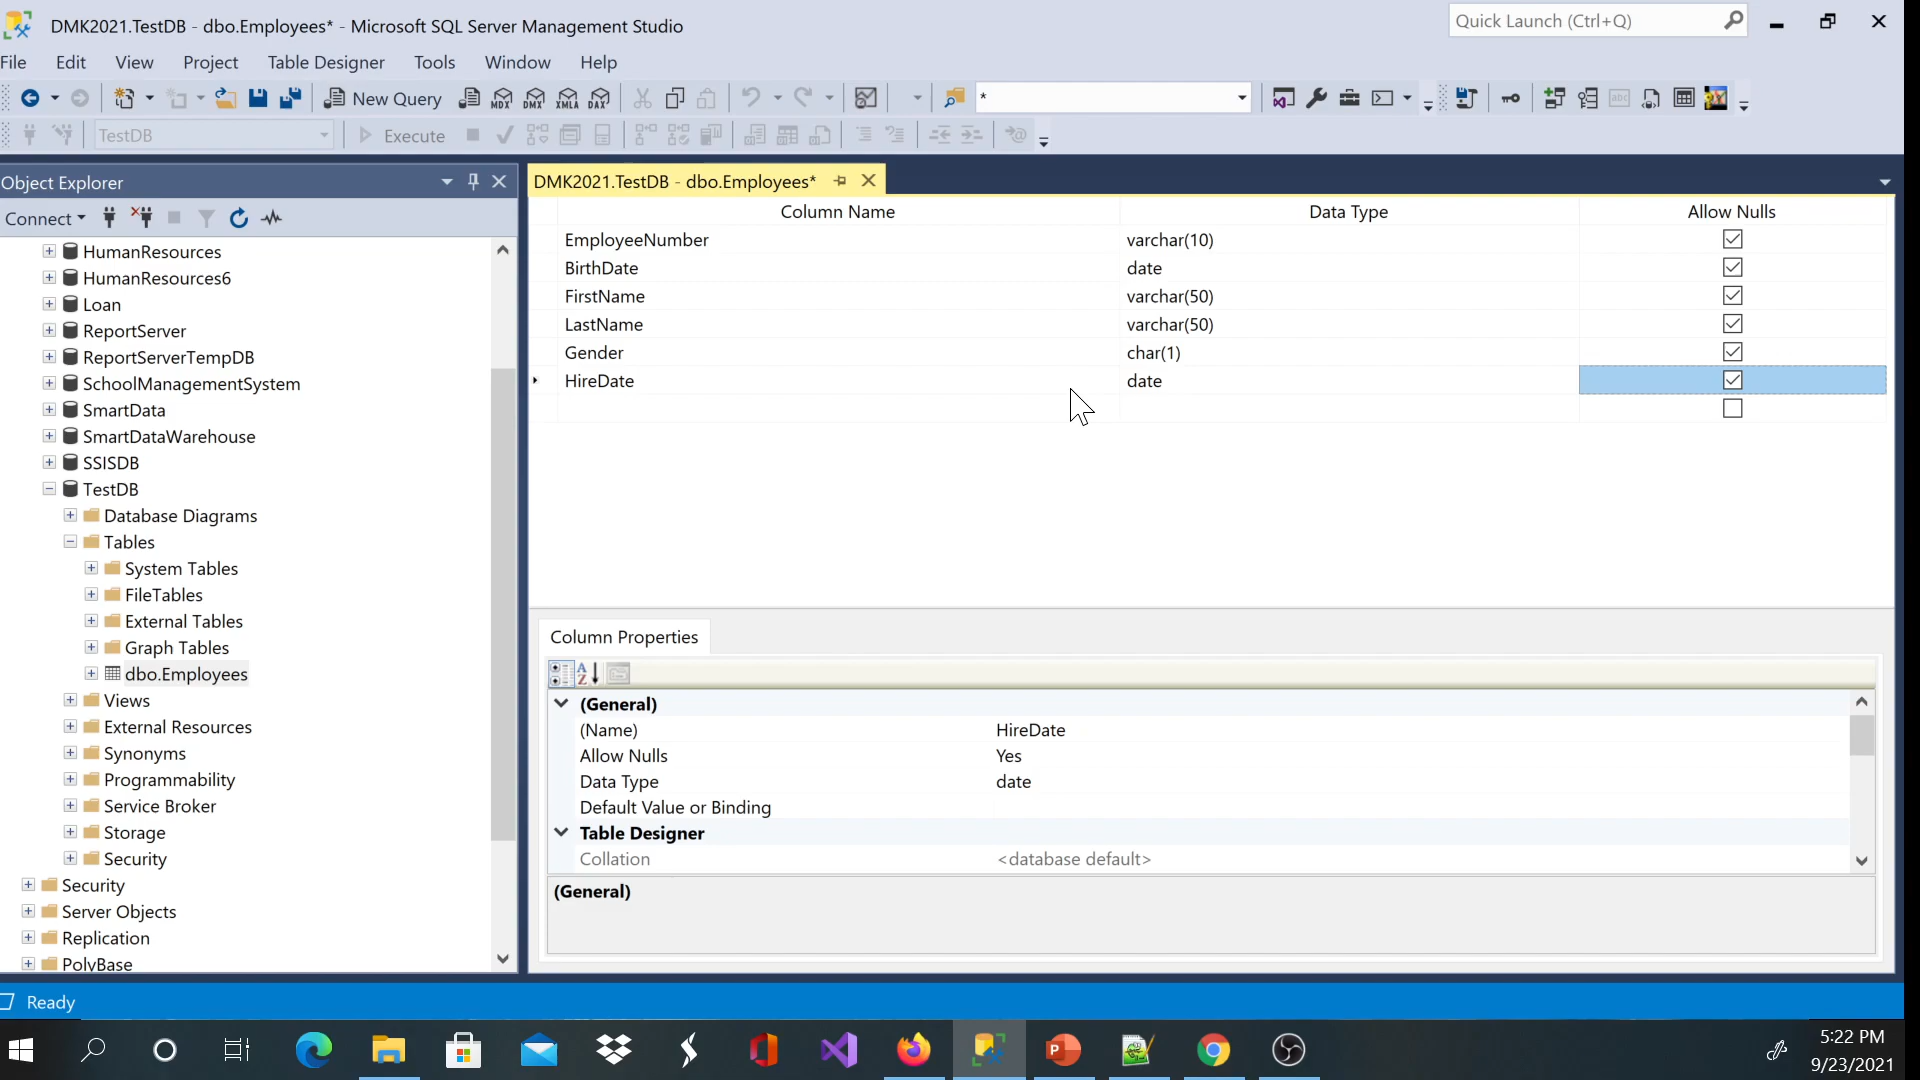 DMK2021.TestDB - dbo.Employees* - Microsoft SQL Server Management Studio
Quick Launch (Ctrl+Q)
File Edit View Project Table Designer Tools Window Help
New Query MDX DMX XMLA DAX *
TestDB Execute
Object Explorer
DMK2021.TestDB - dbo.Employees*
Connect
Column Name Data Type Allow Nulls
EmployeeNumber varchar(10)
BirthDate date
FirstName varchar(50)
LastName varchar(50)
Gender char(1)
HireDate date
HumanResources
HumanResources6
Loan
ReportServer
ReportServerTempDB
SchoolManagementSystem
SmartData
SmartDataWarehouse
SSISDB
TestDB
Database Diagrams
Tables
System Tables
FileTables
External Tables
Graph Tables
dbo.Employees
Views
External Resources
Synonyms
Programmability
Service Broker
Storage
Security
Security
Server Objects
Replication
PolyBase
Column Properties
(General)
(Name) HireDate
Allow Nulls Yes
Data Type date
Default Value or Binding
Table Designer
Collation <database default>
(General)
Ready
5:22 PM
9/23/2021